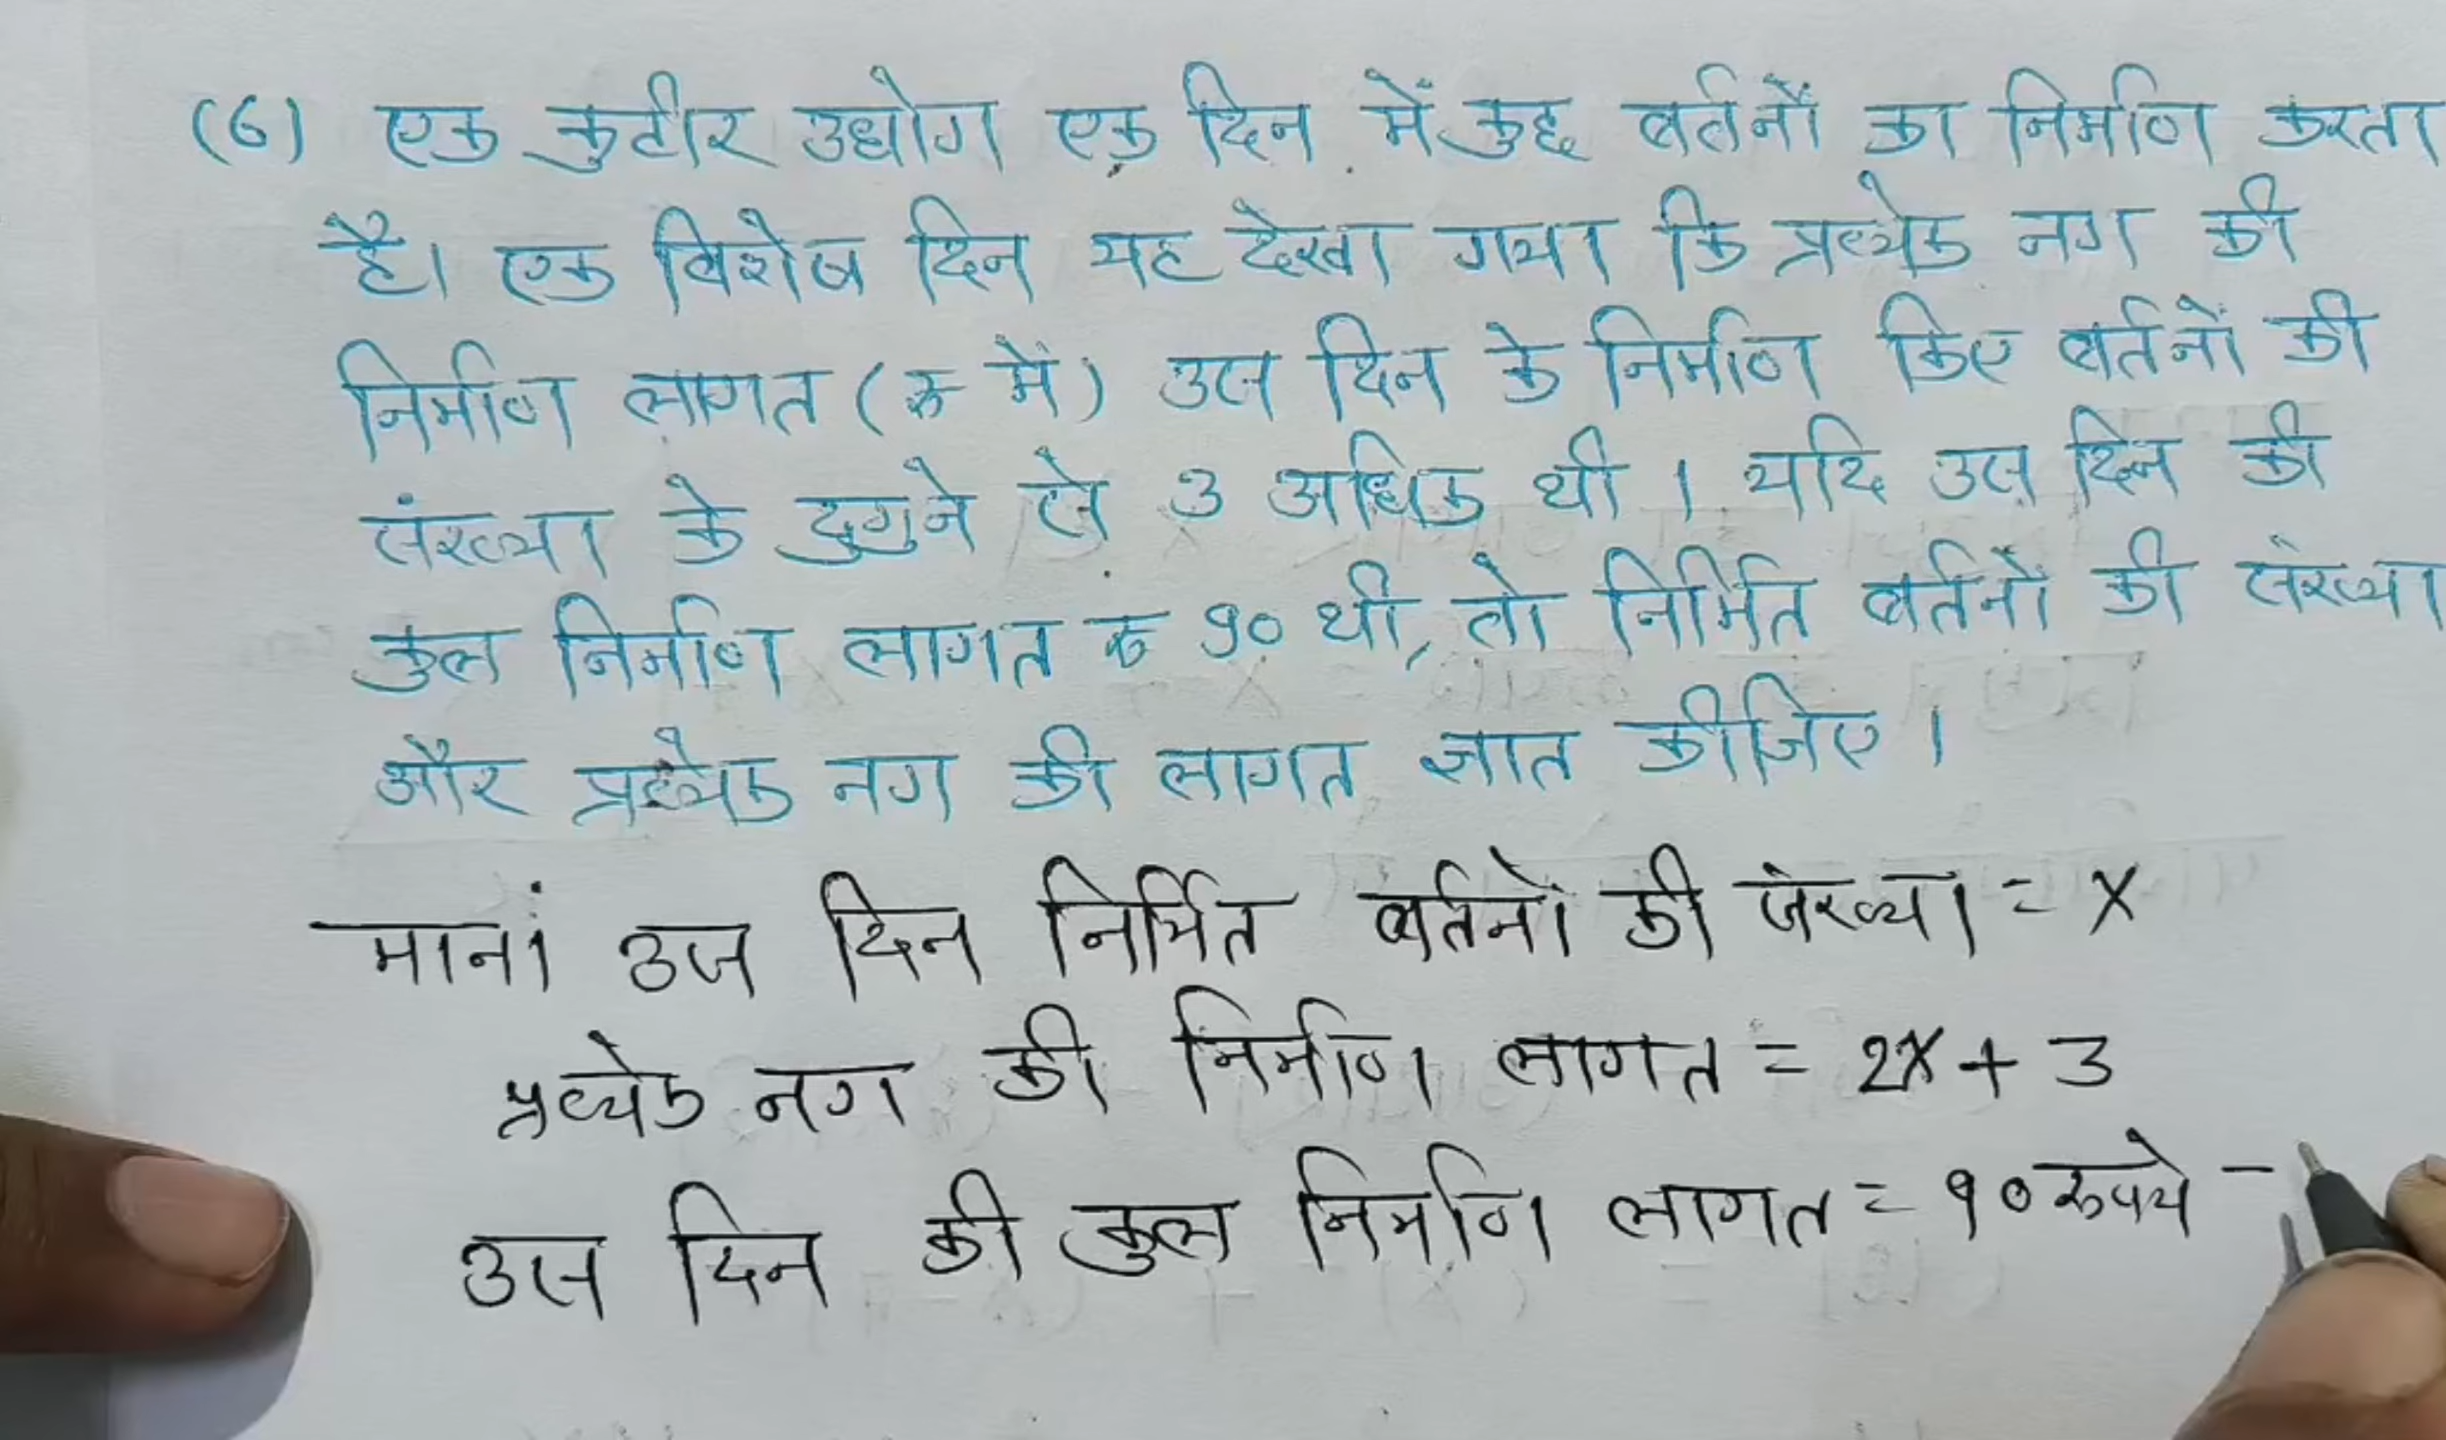 (6) एक कुटीर उद्योग एक दिन में कुछ बर्तनों का निर्माण करता
है। एक विशेष दिन यह देखा गया कि प्रत्येक नग की
निर्माण लागत (रु में) उस दिन के निर्माण किए बर्तनों की
संख्या के दुगुने से 3 अधिक थी। यदि उस दिन की
कुल निर्माण लागत रु 90 थी, तो निर्मित बर्तनों की संख्या
और प्रत्येक नग की लागत ज्ञात कीजिए।
मानां उस दिन निर्मित बर्तनों की संख्या = x
प्रत्येक नग की निर्माण लागत = 2x + 3
उस दिन की कुल निर्माण लागत = 90 रुपये -